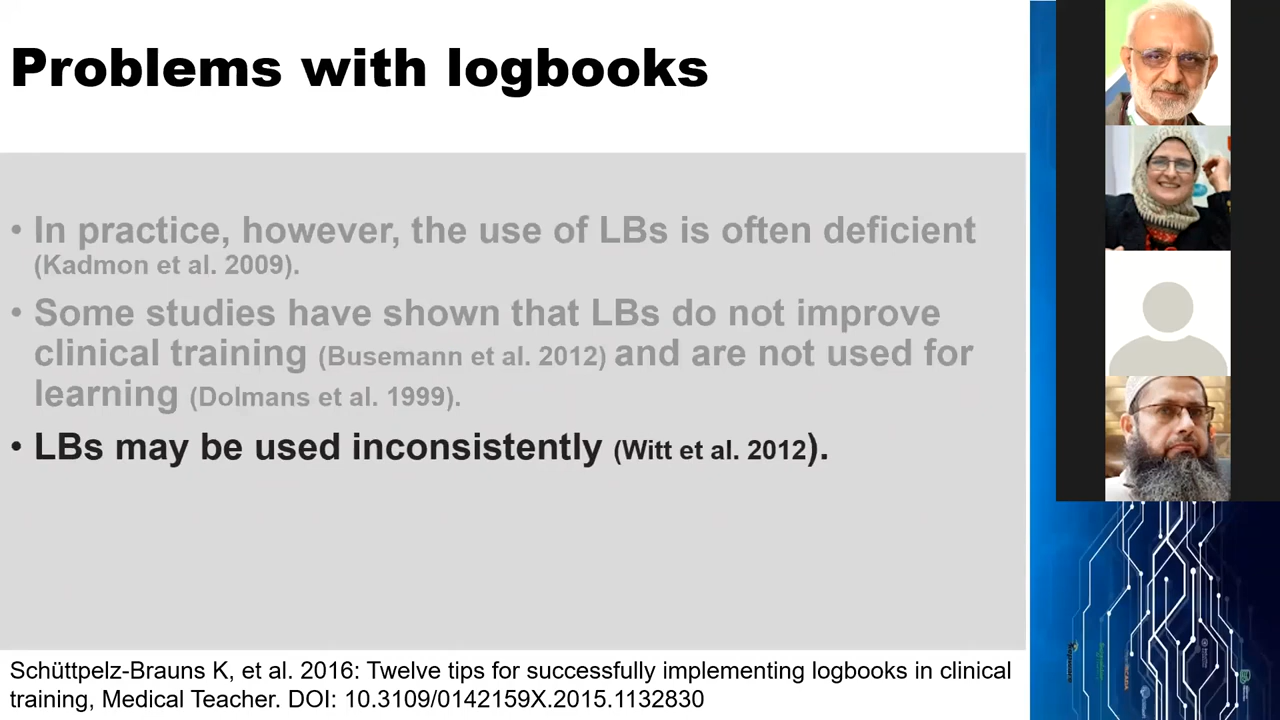 Problems with logbooks
• In practice, however, the use of LBs is often deficient
(Kadmon et al. 2009).
• Some studies have shown that LBs do not improve
clinical training (Busemann et al. 2012) and are not used for
learning (Dolmans et al. 1999).
• LBs may be used inconsistently (Witt et al. 2012).
Schüttpelz-Brauns K, et al. 2016: Twelve tips for successfully implementing logbooks in clinical
training, Medical Teacher. DOI: 10.3109/0142159X.2015.1132830